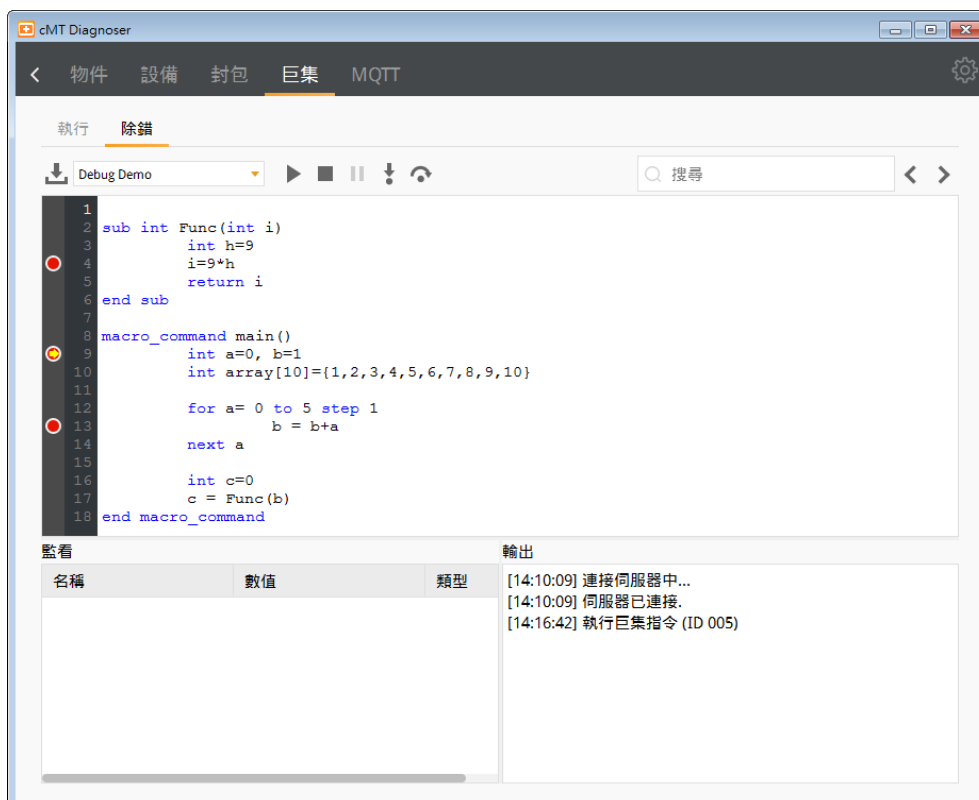 cMT Diagnoser
物件 設備 封包 巨集 MQTT
執行 除錯
Debug Demo 搜尋
1
2 sub int Func(int i)
3 int h=9
4 i=9*h
5 return i
6 end sub
7
8 macro_command main()
9 int a=0, b=1
10 int array[10]={1,2,3,4,5,6,7,8,9,10}
11
12 for a= 0 to 5 step 1
13 b = b+a
14 next a
15
16 int c=0
17 c = Func(b)
18 end macro_command
監看
名稱 數值 類型
輸出
[14:10:09] 連接伺服器中...
[14:10:09] 伺服器已連接.
[14:16:42] 執行巨集指令 (ID 005)